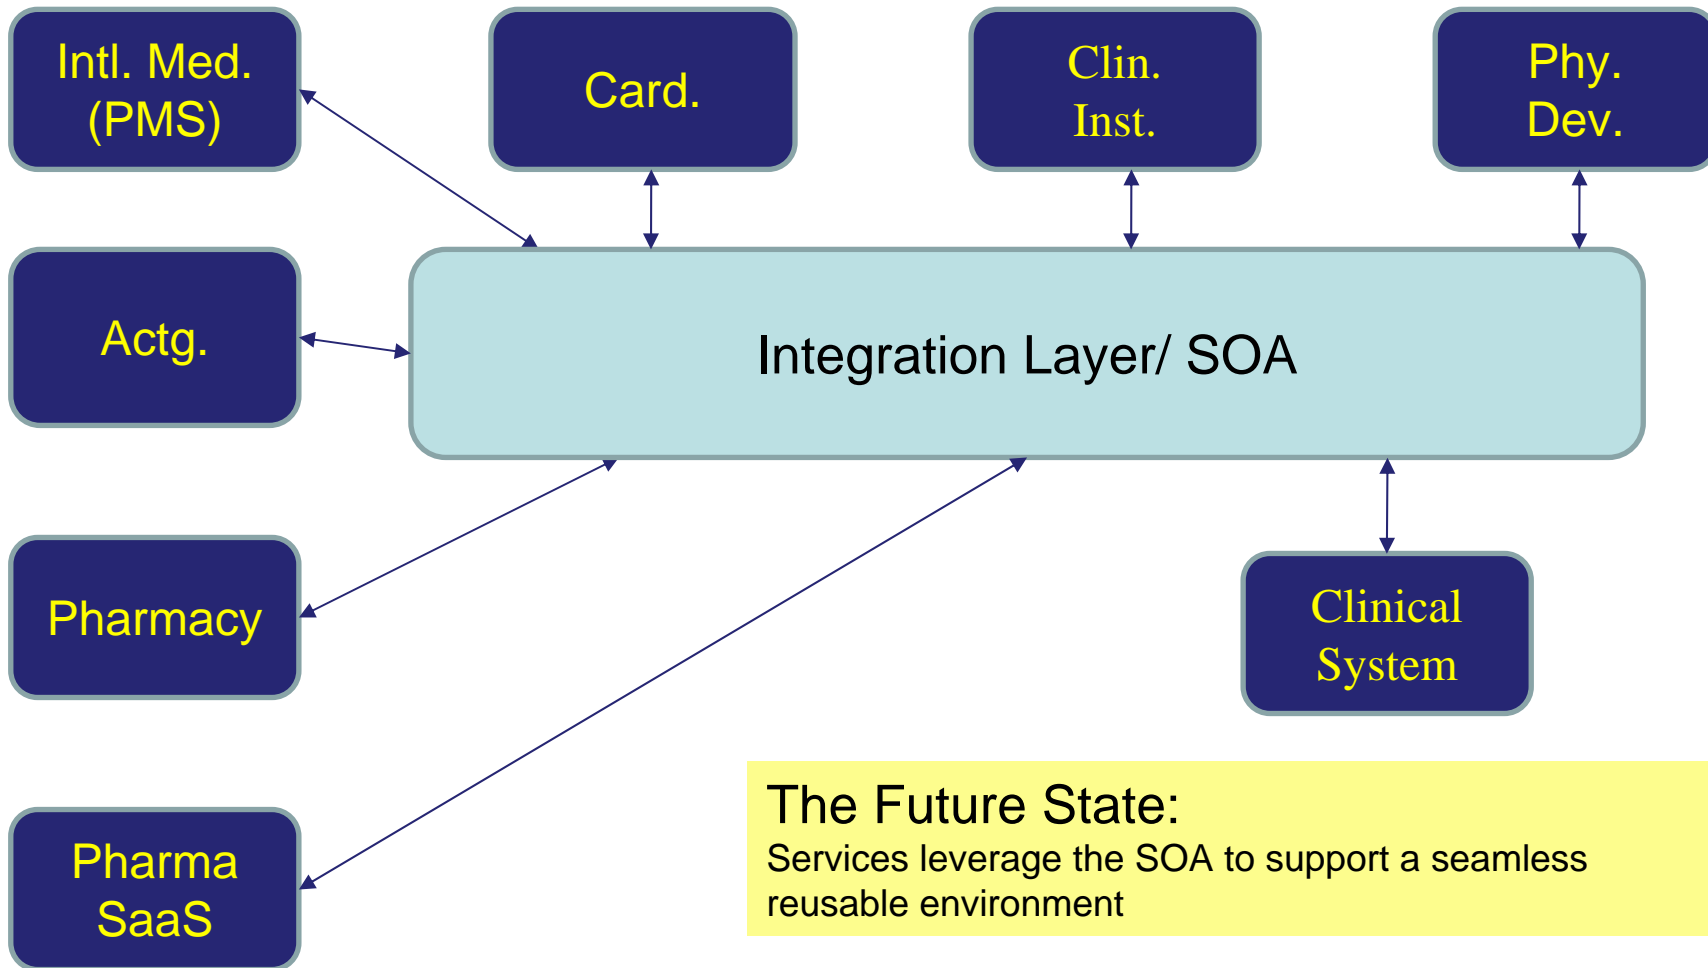 Intl. Med.
(PMS)
Card.
Clin.
Inst.
Phy.
Dev.
Actg.
Integration Layer/ SOA
Pharmacy
Clinical
System
Pharma
SaaS
The Future State:
Services leverage the SOA to support a seamless
reusable environment